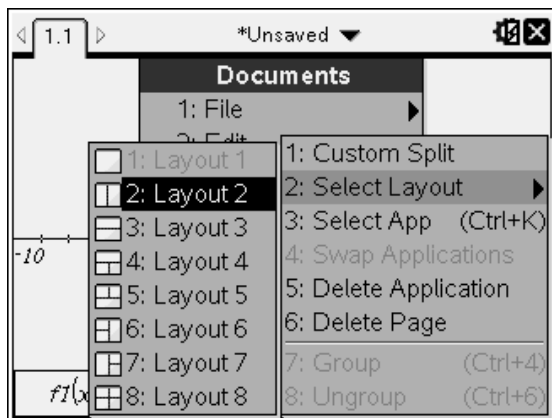 1.1
*Unsaved
Documents
1: File
1: Layout 1
2: Layout 2
3: Layout 3
4: Layout 4
5: Layout 5
6: Layout 6
7: Layout 7
8: Layout 8
1: Custom Split
2: Select Layout
3: Select App (Ctrl+K)
4: Swap Applications
5: Delete Application
6: Delete Page
7: Group (Ctrl+4)
8: Ungroup (Ctrl+6)
-10
f1(x